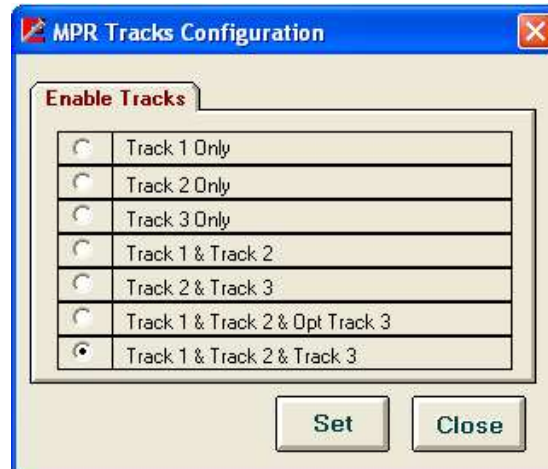 MPR Tracks Configuration
Enable Tracks
Track 1 Only
Track 2 Only
Track 3 Only
Track 1 & Track 2
Track 2 & Track 3
Track 1 & Track 2 & Opt Track 3
Track 1 & Track 2 & Track 3
Set Close